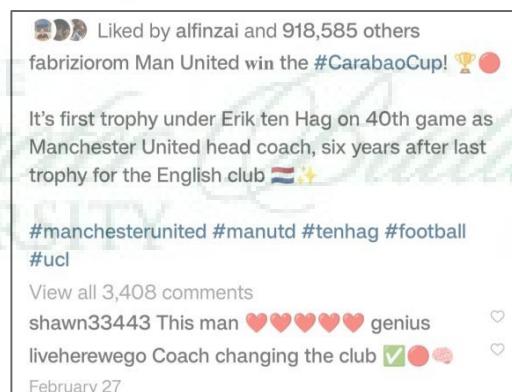 Liked by alfinzai and 918,585 others
fabriziorom Man United win the #CarabaoCup! 🏆🔴
It's first trophy under Erik ten Hag on 40th game as
Manchester United head coach, six years after last
trophy for the English club 🇳🇱✨
#manchesterunited #manutd #tenhag #football
#ucl
View all 3,408 comments
shawn33443 This man ❤️❤️❤️❤️❤️ genius
liveherewego Coach changing the club ✅🔴🧠
February 27